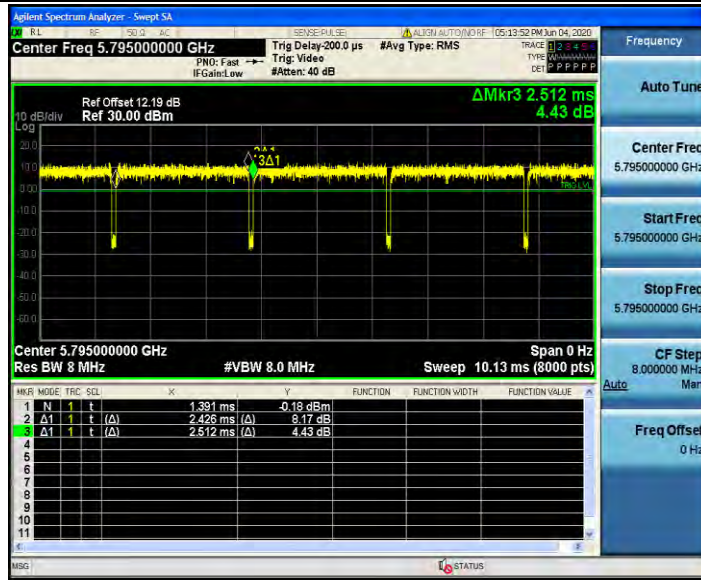 Agilent Spectrum Analyzer - Swept SA
RL RF 50 Ω AC SENSE:PULSE ALIGN AUTO/NO RF 05:13:52 PM Jun 04, 2020
Center Freq 5.795000000 GHz Trig Delay-200.0 µs #Avg Type: RMS TRACE 1 2 3 4 5 6
PNO: Fast Trig: Video TYPE
IFGain:Low #Atten: 40 dB DET P P P P P
Frequency
ΔMkr3 2.512 ms
Ref Offset 12.19 dB
10 dB/div Ref 30.00 dBm 4.43 dB
Log
20.0
10.0
0.00
-10.0
-20.0
-30.0
-40.0
-50.0
-60.0
2Δ1
3Δ1
TRIG LVL
Center 5.795000000 GHz Span 0 Hz
Res BW 8 MHz #VBW 8.0 MHz Sweep 10.13 ms (8000 pts)
MKR MODE TRC SCL X Y FUNCTION FUNCTION WIDTH FUNCTION VALUE
1 N 1 t 1.391 ms -0.18 dBm
2 Δ1 1 t (Δ) 2.426 ms (Δ) 8.17 dB
3 Δ1 1 t (Δ) 2.512 ms (Δ) 4.43 dB
4
5
6
7
8
9
10
11
MSG STATUS
Auto Tune
Center Freq
5.795000000 GHz
Start Freq
5.795000000 GHz
Stop Freq
5.795000000 GHz
CF Step
8.000000 MHz
Auto Man
Freq Offset
0 Hz